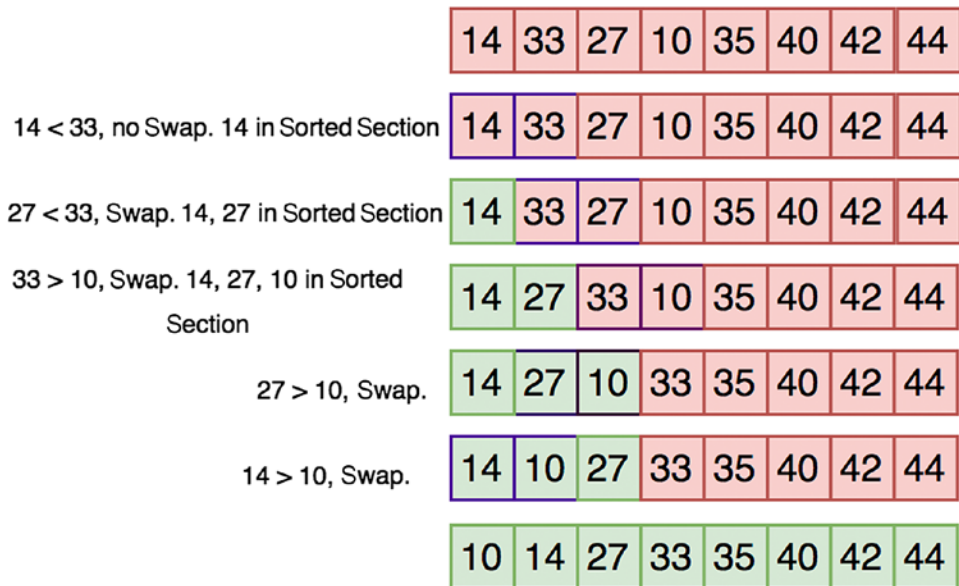 14 33 27 10 35 40 42 44
14 < 33, no Swap. 14 in Sorted Section 14 33 27 10 35 40 42 44
27 < 33, Swap. 14, 27 in Sorted Section 14 33 27 10 35 40 42 44
33 > 10, Swap. 14, 27, 10 in Sorted
Section
14 27 33 10 35 40 42 44
27 > 10, Swap. 14 27 10 33 35 40 42 44
14 > 10, Swap. 14 10 27 33 35 40 42 44
10 14 27 33 35 40 42 44